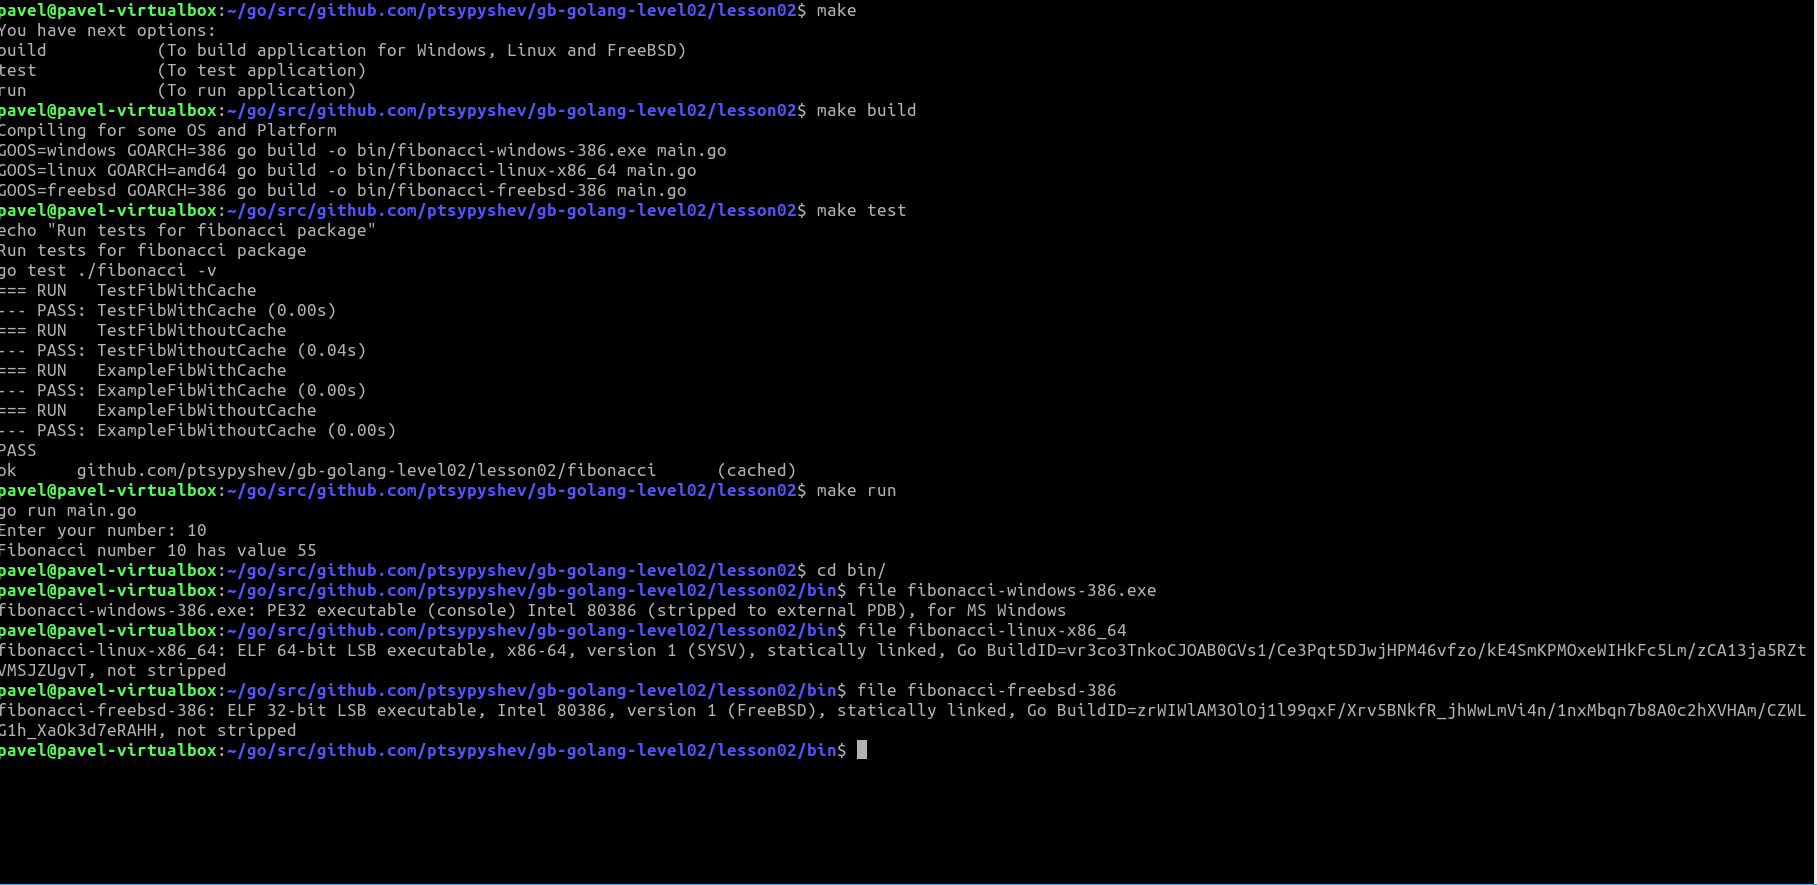 pavel@pavel-virtualbox:~/go/src/github.com/ptsypyshev/gb-golang-level02/lesson02$ make
You have next options:
build           (To build application for Windows, Linux and FreeBSD)
test            (To test application)
run             (To run application)
pavel@pavel-virtualbox:~/go/src/github.com/ptsypyshev/gb-golang-level02/lesson02$ make build
Compiling for some OS and Platform
GOOS=windows GOARCH=386 go build -o bin/fibonacci-windows-386.exe main.go
GOOS=linux GOARCH=amd64 go build -o bin/fibonacci-linux-x86_64 main.go
GOOS=freebsd GOARCH=386 go build -o bin/fibonacci-freebsd-386 main.go
pavel@pavel-virtualbox:~/go/src/github.com/ptsypyshev/gb-golang-level02/lesson02$ make test
echo "Run tests for fibonacci package"
Run tests for fibonacci package
go test ./fibonacci -v
=== RUN   TestFibWithCache
--- PASS: TestFibWithCache (0.00s)
=== RUN   TestFibWithoutCache
--- PASS: TestFibWithoutCache (0.04s)
=== RUN   ExampleFibWithCache
--- PASS: ExampleFibWithCache (0.00s)
=== RUN   ExampleFibWithoutCache
--- PASS: ExampleFibWithoutCache (0.00s)
PASS
ok      github.com/ptsypyshev/gb-golang-level02/lesson02/fibonacci      (cached)
pavel@pavel-virtualbox:~/go/src/github.com/ptsypyshev/gb-golang-level02/lesson02$ make run
go run main.go
Enter your number: 10
Fibonacci number 10 has value 55
pavel@pavel-virtualbox:~/go/src/github.com/ptsypyshev/gb-golang-level02/lesson02$ cd bin/
pavel@pavel-virtualbox:~/go/src/github.com/ptsypyshev/gb-golang-level02/lesson02/bin$ file fibonacci-windows-386.exe
fibonacci-windows-386.exe: PE32 executable (console) Intel 80386 (stripped to external PDB), for MS Windows
pavel@pavel-virtualbox:~/go/src/github.com/ptsypyshev/gb-golang-level02/lesson02/bin$ file fibonacci-linux-x86_64
fibonacci-linux-x86_64: ELF 64-bit LSB executable, x86-64, version 1 (SYSV), statically linked, Go BuildID=vr3co3TnkoCJOAB0GVs1/Ce3Pqt5DJwjHPM46vfzo/kE4SmKPMOxeWIHkFc5Lm/zCA13ja5RZt
VMSJZUgvT, not stripped
pavel@pavel-virtualbox:~/go/src/github.com/ptsypyshev/gb-golang-level02/lesson02/bin$ file fibonacci-freebsd-386
fibonacci-freebsd-386: ELF 32-bit LSB executable, Intel 80386, version 1 (FreeBSD), statically linked, Go BuildID=zrWIWlAM3OlOj1l99qxF/Xrv5BNkfR_jhWwLmVi4n/1nxMbqn7b8A0c2hXVHAm/CZWL
G1h_XaOk3d7eRAHH, not stripped
pavel@pavel-virtualbox:~/go/src/github.com/ptsypyshev/gb-golang-level02/lesson02/bin$